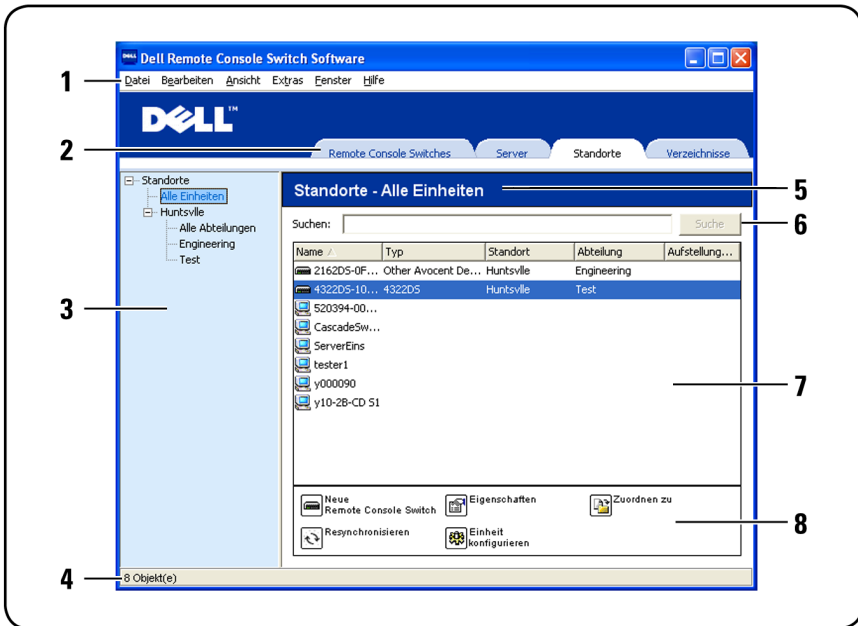 Dell Remote Console Switch Software
1
Datei Bearbeiten Ansicht Extras Fenster Hilfe
DELL™
2
Remote Console Switches Server Standorte Verzeichnisse
Standorte
Alle Einheiten
Huntsvlle
Alle Abteilungen
Engineering
Test
3
Standorte - Alle Einheiten
5
Suchen: Suche
6
Name Typ Standort Abteilung Aufstellung...
2162DS-0F... Other Avocent De... Huntsvlle Engineering
4322DS-10... 4322DS Huntsvlle Test
520394-00...
CascadeSw...
ServerEins
tester1
y000090
y10-2B-CD S1
7
Neue
Remote Console Switch
Eigenschaften
Zuordnen zu
Resynchronisieren
Einheit
konfigurieren
8
4
8 Objekt(e)